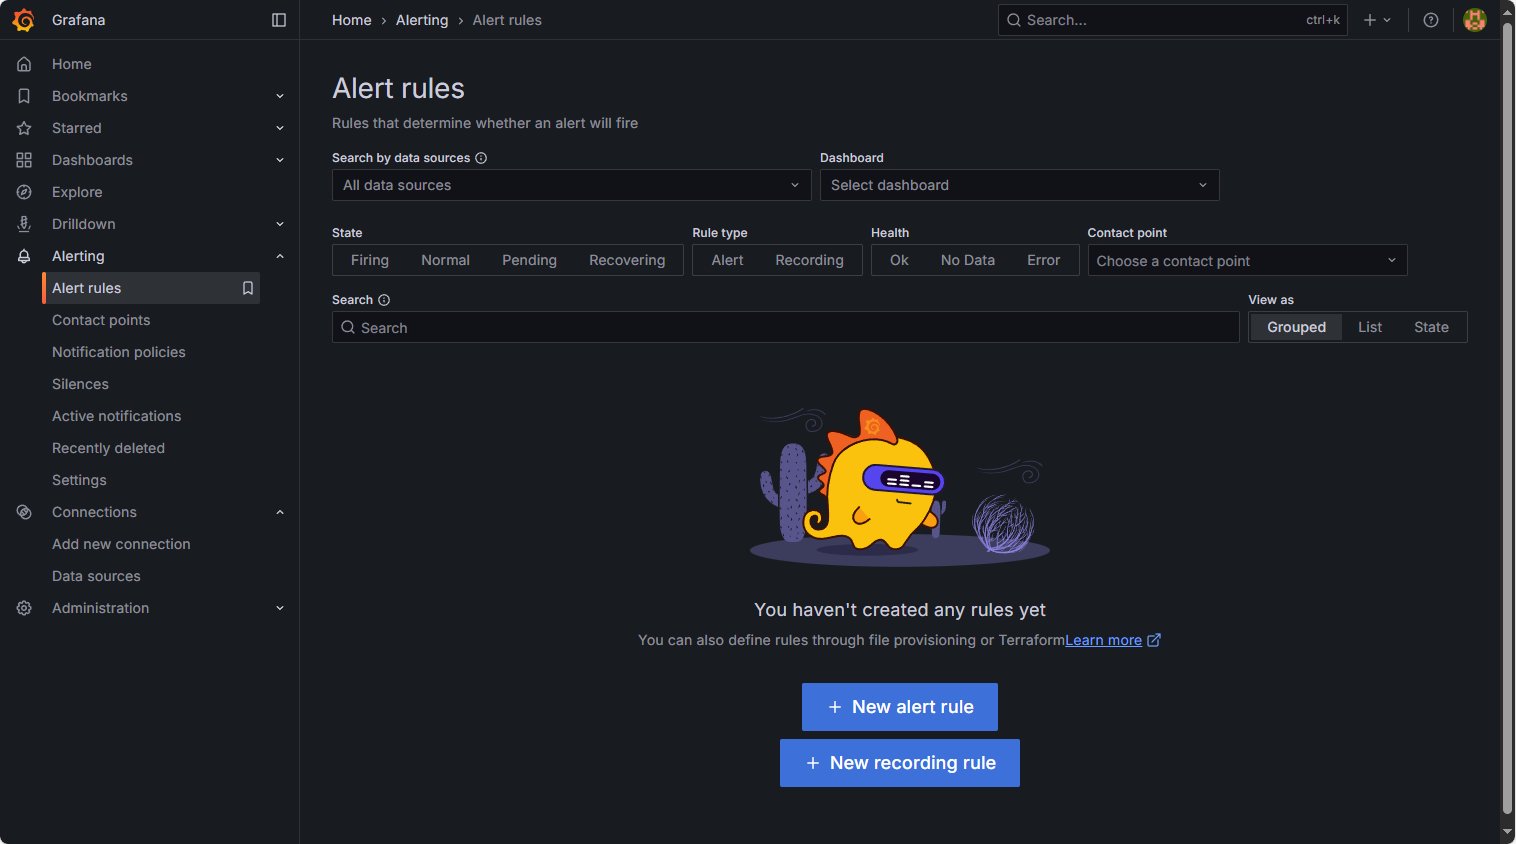 Grafana
Home › Alerting › Alert rules
Search... ctrl+k
Home
Bookmarks
Starred
Dashboards
Explore
Drilldown
Alerting
Alert rules
Contact points
Notification policies
Silences
Active notifications
Recently deleted
Settings
Connections
Add new connection
Data sources
Administration
Alert rules
Rules that determine whether an alert will fire
Search by data sources
All data sources
Dashboard
Select dashboard
State
Firing Normal Pending Recovering
Rule type
Alert Recording
Health
Ok No Data Error
Contact point
Choose a contact point
Search
Search
View as
Grouped List State
You haven't created any rules yet
You can also define rules through file provisioning or TerraformLearn more
New alert rule
New recording rule